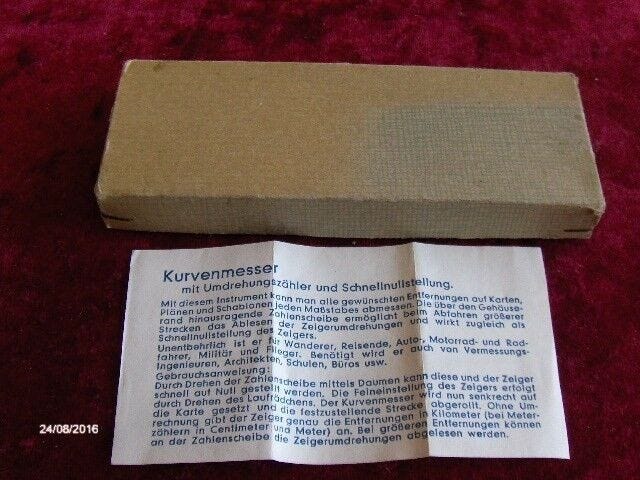 Kurvenmesser
mit Umdrehungszähler und Schnellnullstellung.
Mit diesem Instrument kann man alle gewünschten Entfernungen auf Karten,
Plänen und Schablonen jeden Maßstabes abmessen. Die über den Gehäuse-
rand hinausragende Zahlenscheibe ermöglicht beim Abfahren größerer
Strecken das Ablesen der Zeigerumdrehungen und wirkt zugleich als
Schnellnullstellung des Zeigers.
Unentbehrlich ist er für Wanderer, Reisende, Auto-, Motorrad- und Rad-
fahrer, Militär und Flieger. Benötigt wird er auch von Vermessungs-
Ingenieuren, Architekten, Schulen, Büros usw.
Gebrauchsanweisung:
Durch Drehen der Zahlenscheibe mittels Daumen kann diese und der Zeiger
schnell auf Null gestellt werden. Die Feineinstellung des Zeigers erfolgt
durch Drehen des Laufrädchens. Der Kurvenmesser wird nun senkrecht auf
die Karte gesetzt und die festzustellende Strecke abgerollt. Ohne Um-
rechnung gibt der Zeiger genau die Entfernungen in Kilometer (bei Meter-
zählern in Centimeter und Meter) an. Bei größeren Entfernungen können
an der Zahlenscheibe die Zeigerumdrehungen abgelesen werden.
24/08/2016